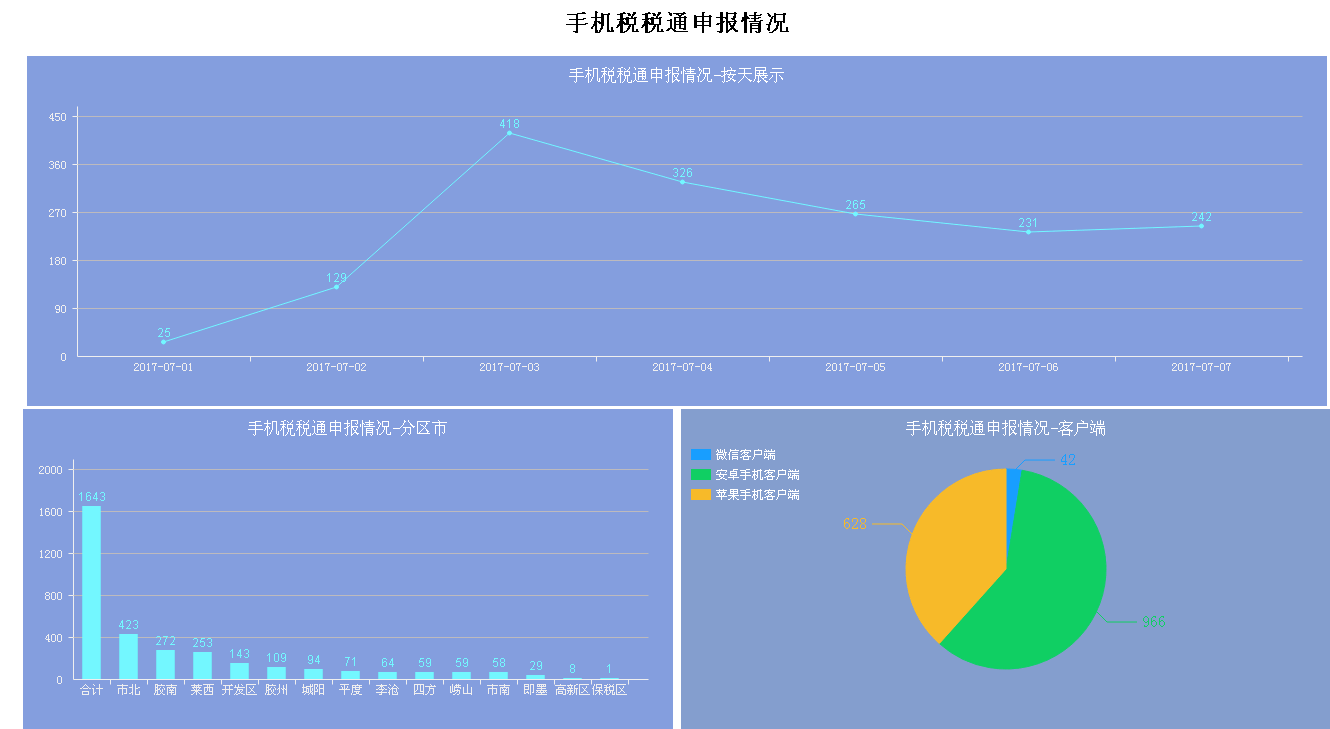 手机税税通申报情况
手机税税通申报情况-按天展示
450
360
270
180
90
0
25
129
418
326
265
231
242
2017-07-01 2017-07-02 2017-07-03 2017-07-04 2017-07-05 2017-07-06 2017-07-07
手机税税通申报情况-分区市
2000
1600
1200
800
400
0
1643 423 272 253 143 109 94 71 64 59 59 58 29 8 1
合计 市北 胶南 莱西 开发区 胶州 城阳 平度 李沧 四方 崂山 市南 即墨 高新区 保税区
手机税税通申报情况-客户端
微信客户端
安卓手机客户端
苹果手机客户端
42
628
966